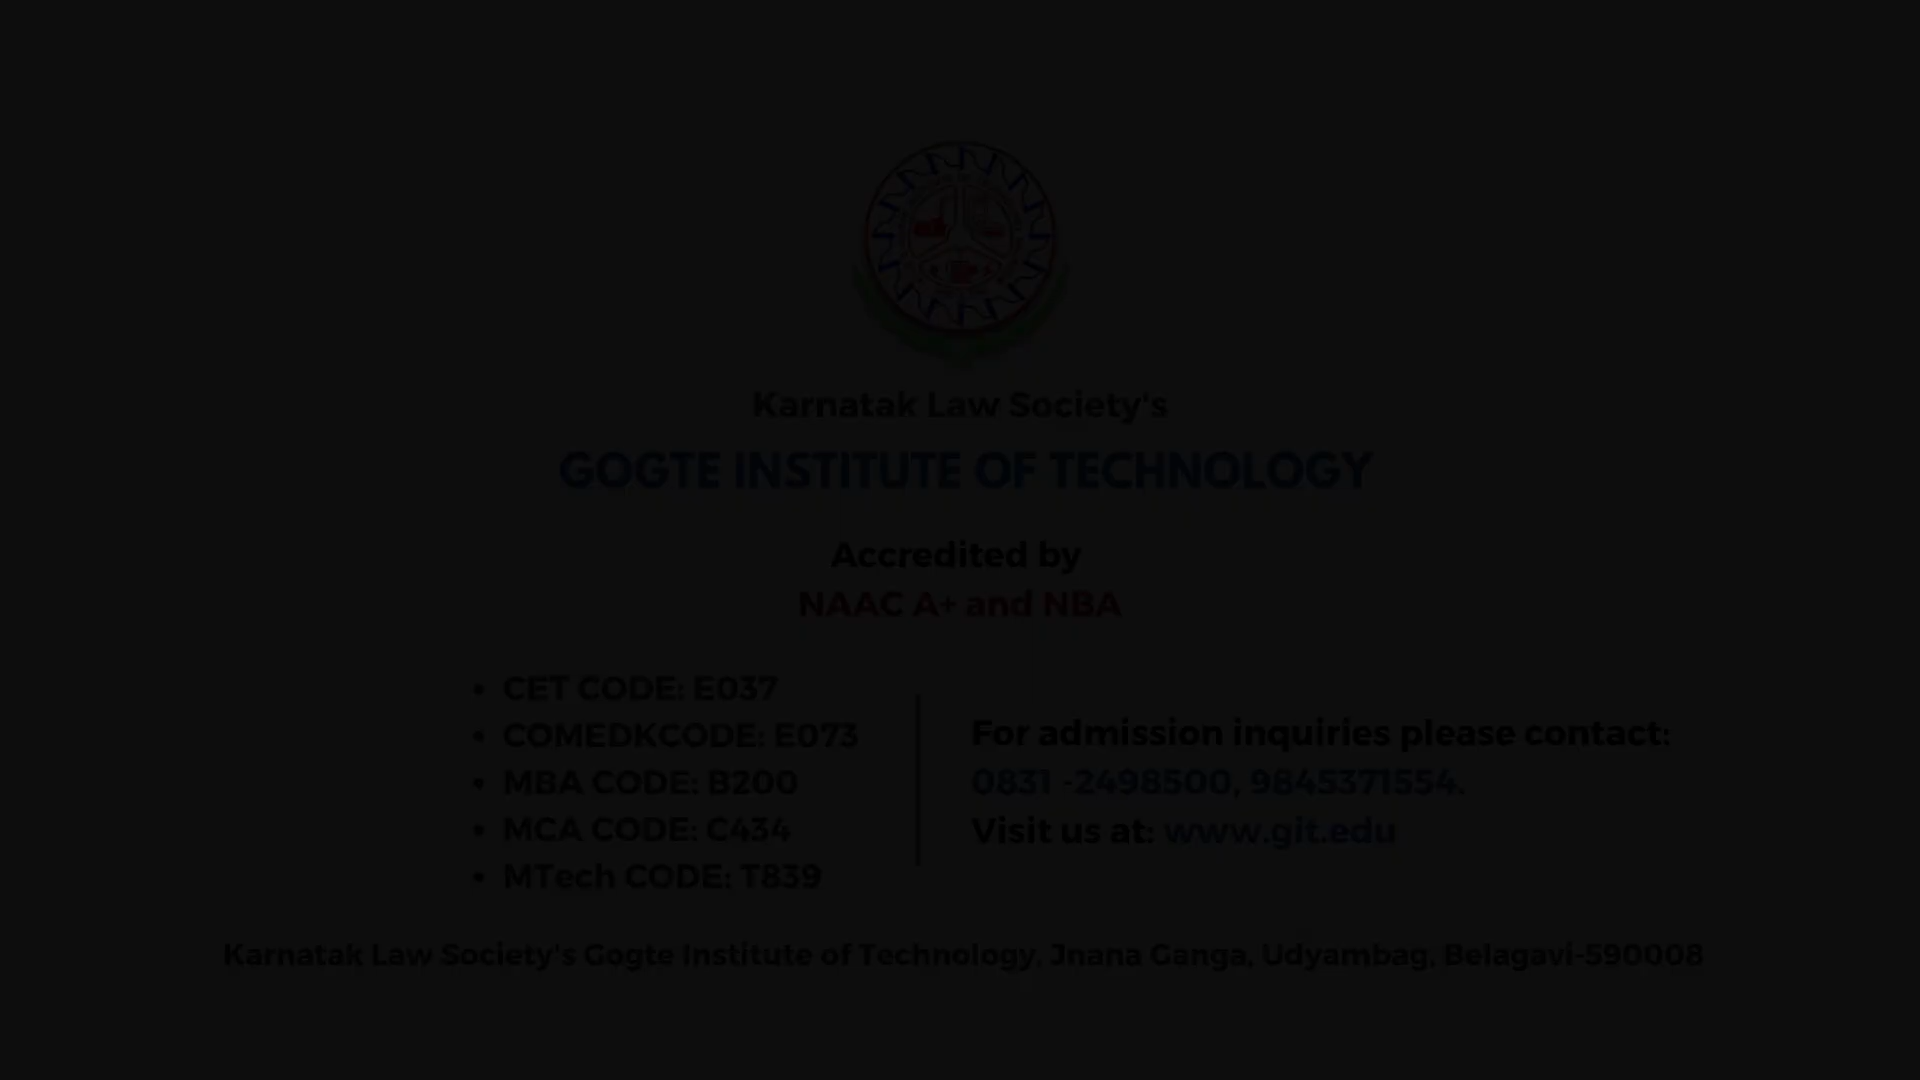 Karnatak Law Society's
GOGTE INSTITUTE OF TECHNOLOGY
Accredited by
NAAC A+ and NBA
• CET CODE: E037
• COMEDKCODE: E073
• MBA CODE: B200
• MCA CODE: C434
• MTech CODE: T839
For admission inquiries please contact:
0831 -2498500, 9845371554.
Visit us at: www.git.edu
Karnatak Law Society's Gogte Institute of Technology, Jnana Ganga, Udyambag, Belagavi-590008